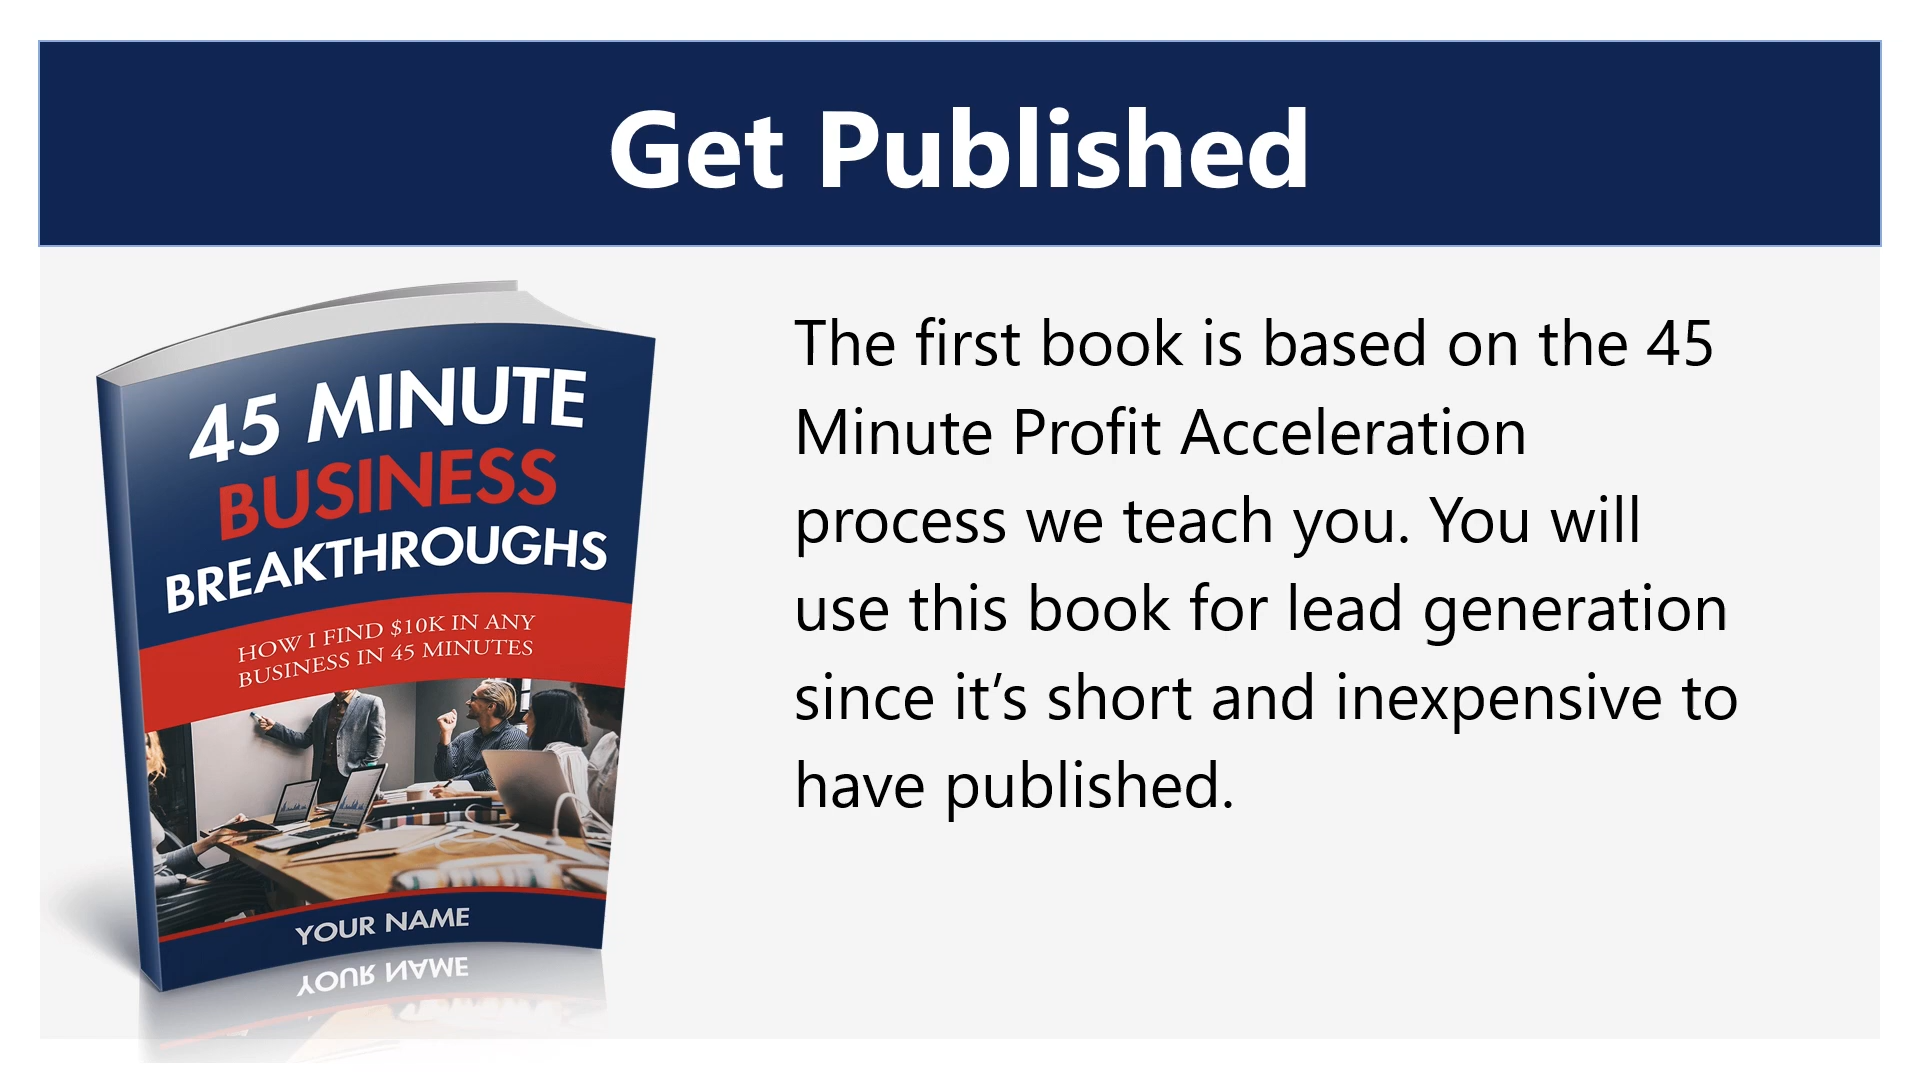 Get Published
45 MINUTE
BUSINESS
BREAKTHROUGHS
HOW I FIND $10K IN ANY
BUSINESS IN 45 MINUTES
YOUR NAME
YOUR NAME
The first book is based on the 45
Minute Profit Acceleration
process we teach you. You will
use this book for lead generation
since it’s short and inexpensive to
have published.